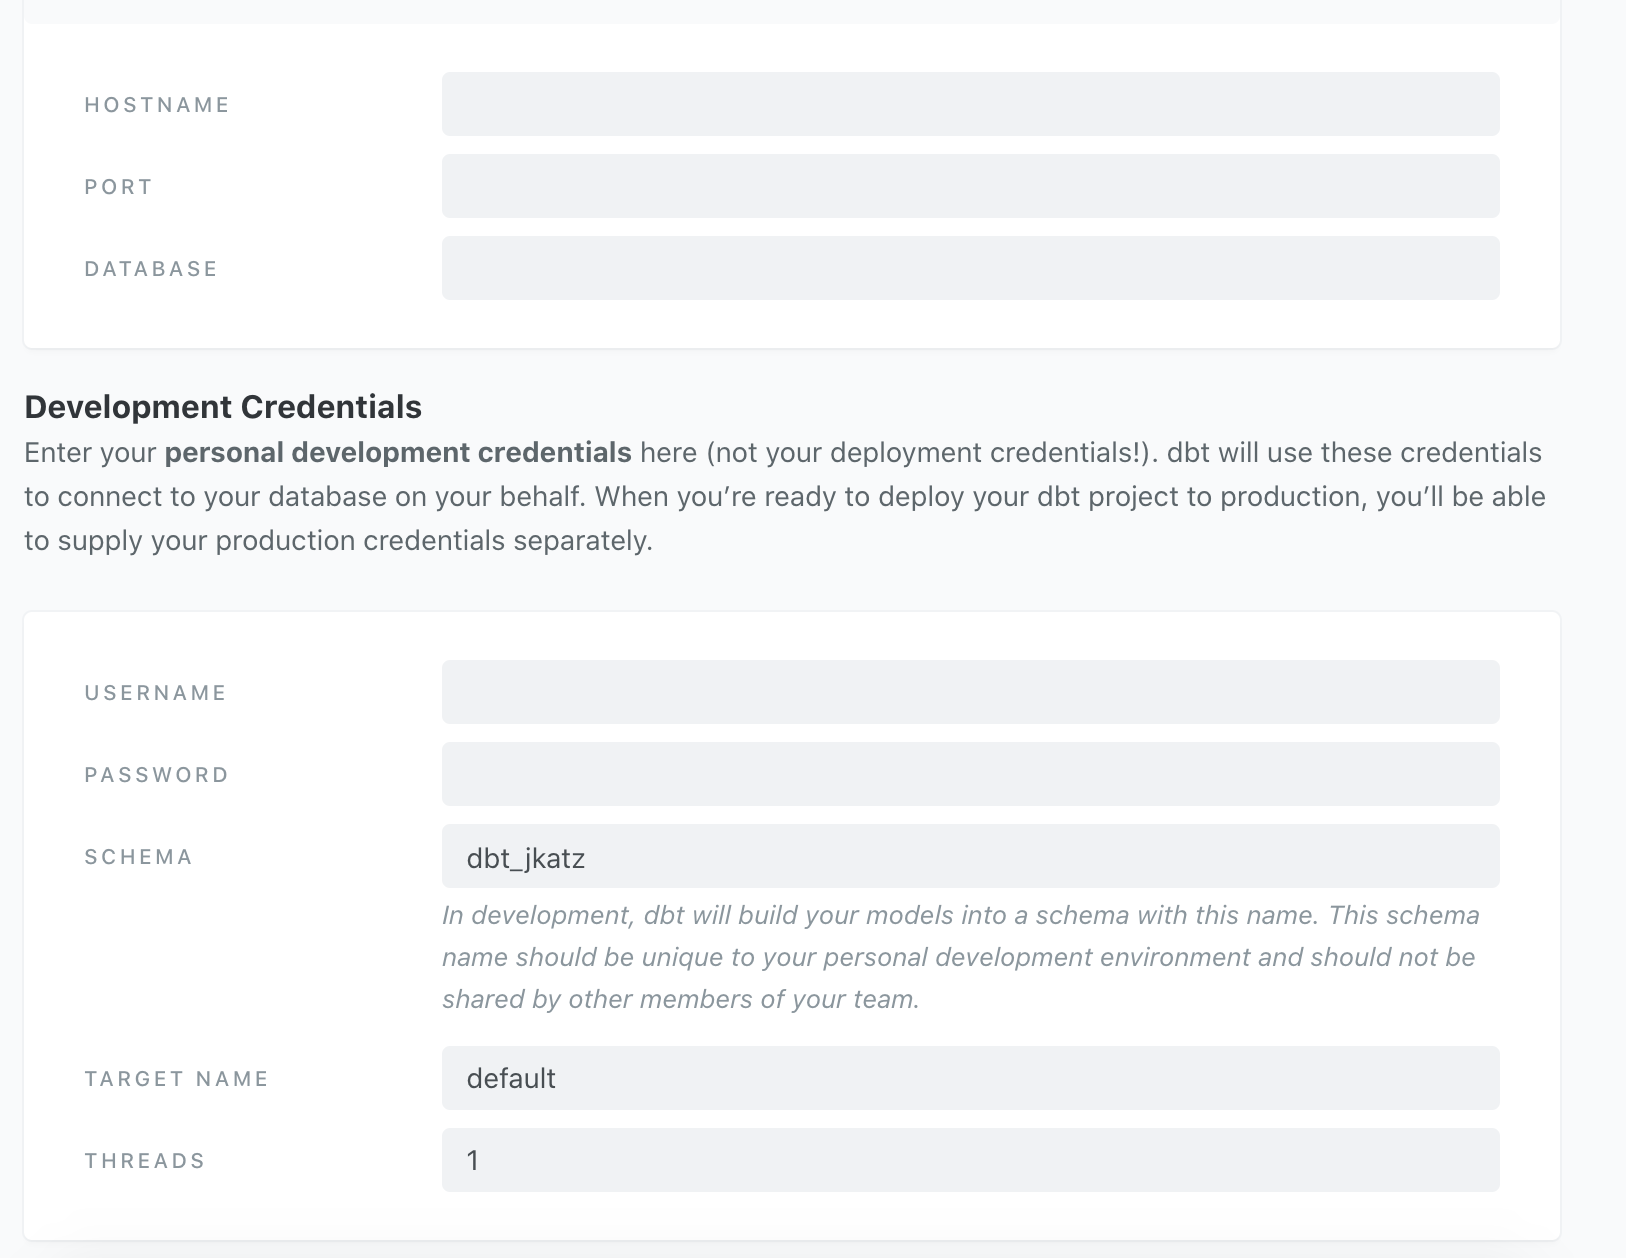 HOSTNAME
PORT
DATABASE
Development Credentials
Enter your personal development credentials here (not your deployment credentials!). dbt will use these credentials
to connect to your database on your behalf. When you’re ready to deploy your dbt project to production, you’ll be able
to supply your production credentials separately.
USERNAME
PASSWORD
SCHEMA
dbt_jkatz
In development, dbt will build your models into a schema with this name. This schema
name should be unique to your personal development environment and should not be
shared by other members of your team.
TARGET NAME
default
THREADS
1